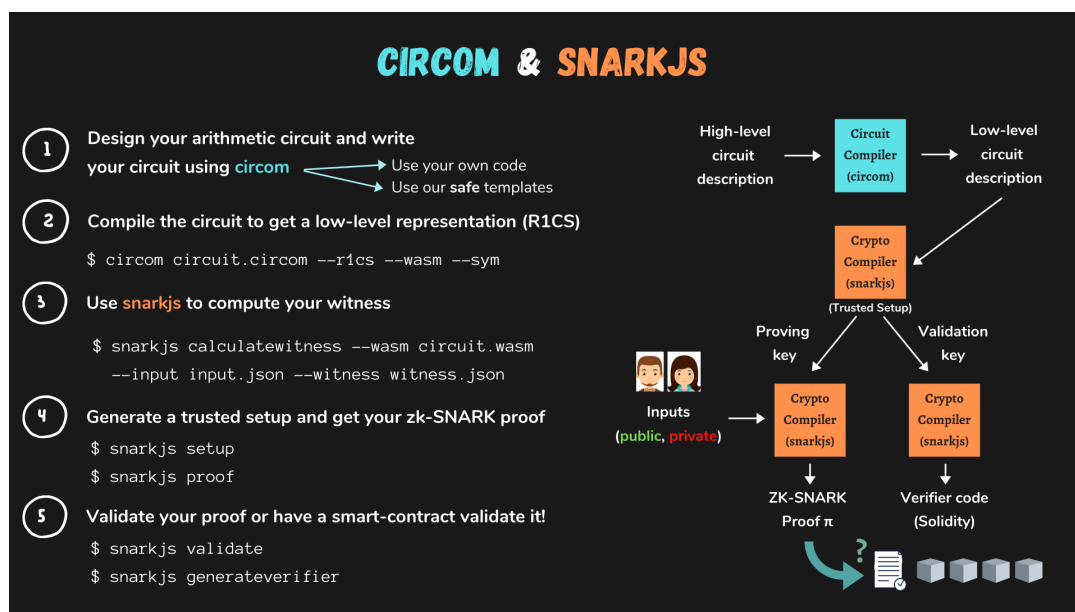 CIRCOM & SNARKJS
1
Design your arithmetic circuit and write
your circuit using circom
Use your own code
Use our safe templates
2
Compile the circuit to get a low-level representation (R1CS)
$ circom circuit.circom --r1cs --wasm --sym
3
Use snarkjs to compute your witness
$ snarkjs calculatewitness --wasm circuit.wasm
--input input.json --witness witness.json
4
Generate a trusted setup and get your zk-SNARK proof
$ snarkjs setup
$ snarkjs proof
5
Validate your proof or have a smart-contract validate it!
$ snarkjs validate
$ snarkjs generateverifier
High-level
circuit
description
Circuit
Compiler
(circom)
Low-level
circuit
description
Crypto
Compiler
(snarkjs)
(Trusted Setup)
Proving
key
Validation
key
Inputs
(public, private)
Crypto
Compiler
(snarkjs)
Crypto
Compiler
(snarkjs)
ZK-SNARK
Proof π
Verifier code
(Solidity)
?